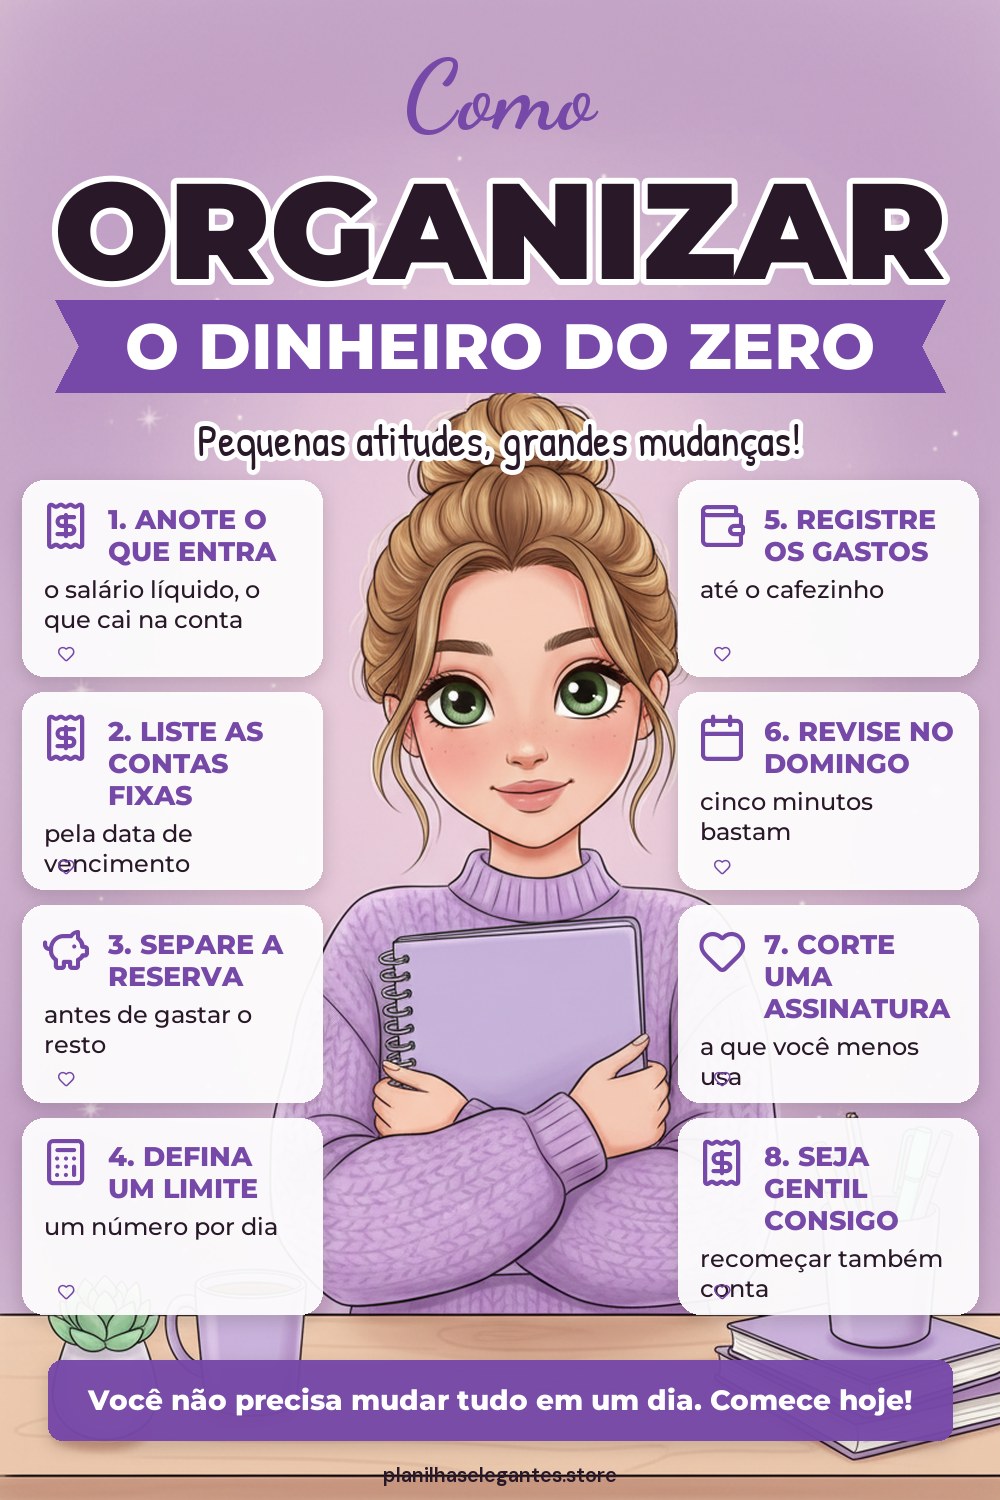 Como
ORGANIZAR
O DINHEIRO DO ZERO
Pequenas atitudes, grandes mudanças!
1. ANOTE O
QUE ENTRA
o salário líquido, o
que cai na conta
2. LISTE AS
CONTAS
FIXAS
pela data de
vencimento
3. SEPARE A
RESERVA
antes de gastar o
resto
4. DEFINA
UM LIMITE
um número por dia
5. REGISTRE
OS GASTOS
até o cafezinho
6. REVISE NO
DOMINGO
cinco minutos
bastam
7. CORTE
UMA
ASSINATURA
a que você menos
usa
8. SEJA
GENTIL
CONSIGO
recomeçar também
conta
Você não precisa mudar tudo em um dia. Comece hoje!
planilhaselegantes.store